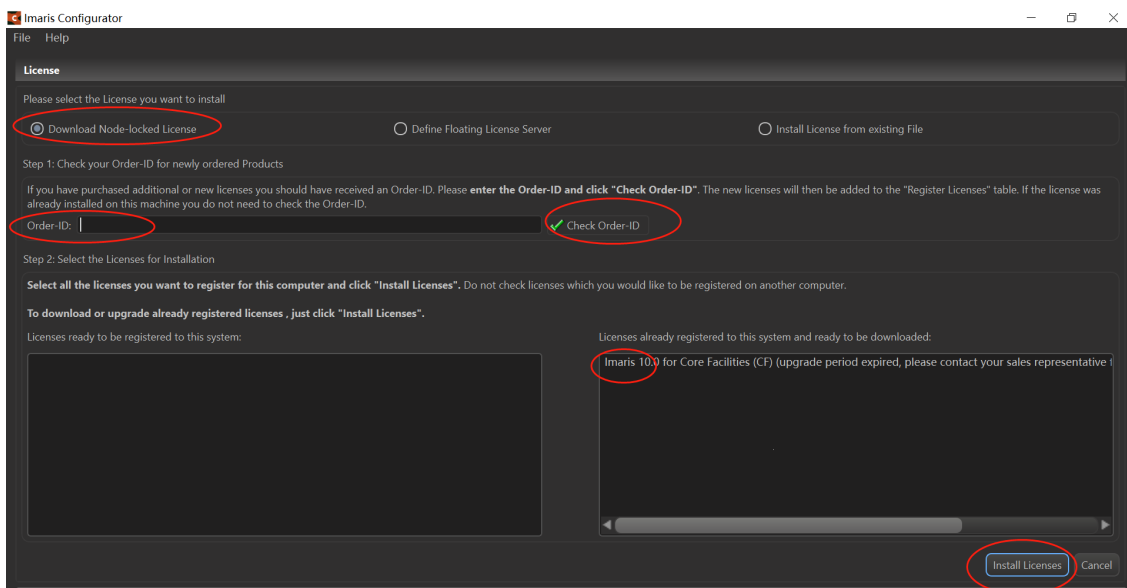 Imaris Configurator
File Help
License
Please select the License you want to install
Download Node-locked License
Define Floating License Server
Install License from existing File
Step 1: Check your Order-ID for newly ordered Products
If you have purchased additional or new licenses you should have received an Order-ID. Please enter the Order-ID and click "Check Order-ID". The new licenses will then be added to the "Register Licenses" table. If the license was
already installed on this machine you do not need to check the Order-ID.
Order-ID:
Check Order-ID
Step 2: Select the Licenses for Installation
Select all the licenses you want to register for this computer and click "Install Licenses". Do not check licenses which you would like to be registered on another computer.
To download or upgrade already registered licenses , just click "Install Licenses".
Licenses ready to be registered to this system:
Licenses already registered to this system and ready to be downloaded:
Imaris 10.0 for Core Facilities (CF) (upgrade period expired, please contact your sales representative
Install Licenses
Cancel